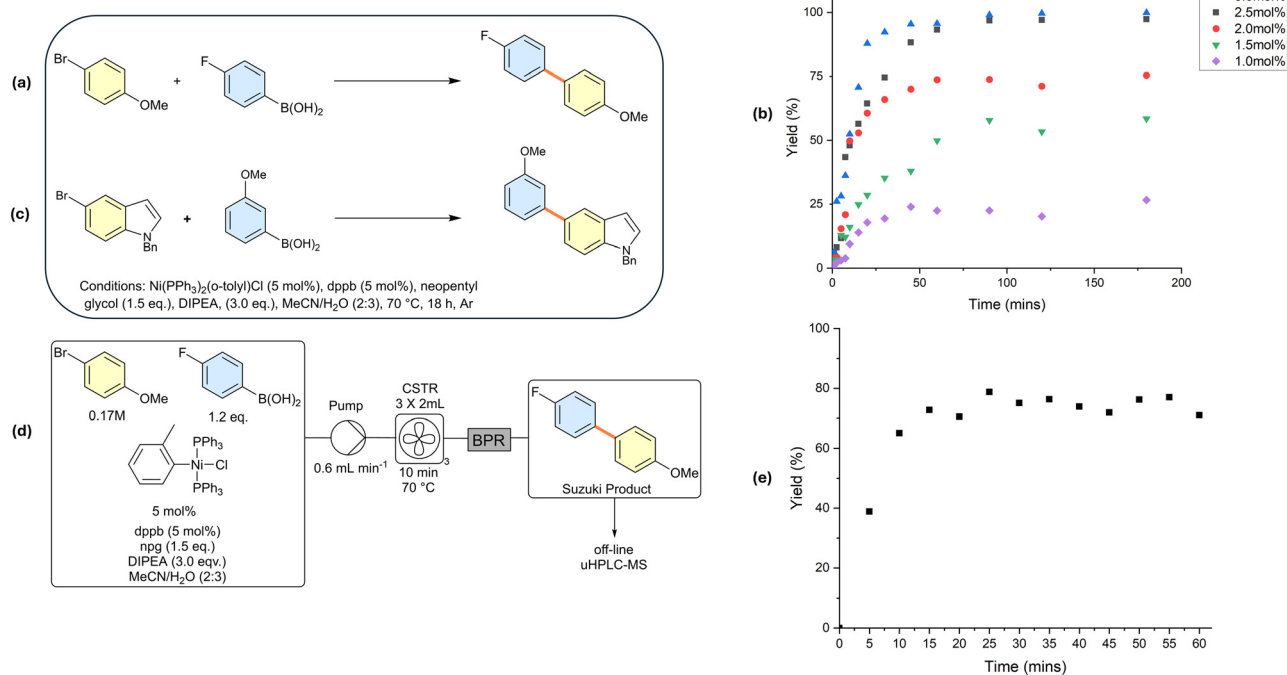 (a)
Br
OMe
+
F
B(OH)2
F
OMe
(c)
Br
N
Bn
+
OMe
B(OH)2
OMe
N
Bn
Conditions: Ni(PPh3)2(o-tolyl)Cl (5 mol%), dppb (5 mol%), neopentyl
glycol (1.5 eq.), DIPEA, (3.0 eq.), MeCN/H2O (2:3), 70 °C, 18 h, Ar
(b)
Yield (%)
100
75
50
25
0
0
50
100
150
200
Time (mins)
2.5mol%
2.0mol%
1.5mol%
1.0mol%
(d)
Br
OMe
0.17M
F
B(OH)2
1.2 eq.
PPh3
Ni
Cl
PPh3
5 mol%
dppb (5 mol%)
npg (1.5 eq.)
DIPEA (3.0 eqv.)
MeCN/H2O (2:3)
Pump
0.6 mL min-1
CSTR
3 X 2mL
3
10 min
70 °C
BPR
F
OMe
Suzuki Product
off-line
uHPLC-MS
(e)
Yield (%)
100
80
60
40
20
0
0
5
10
15
20
25
30
35
40
45
50
55
60
Time (mins)